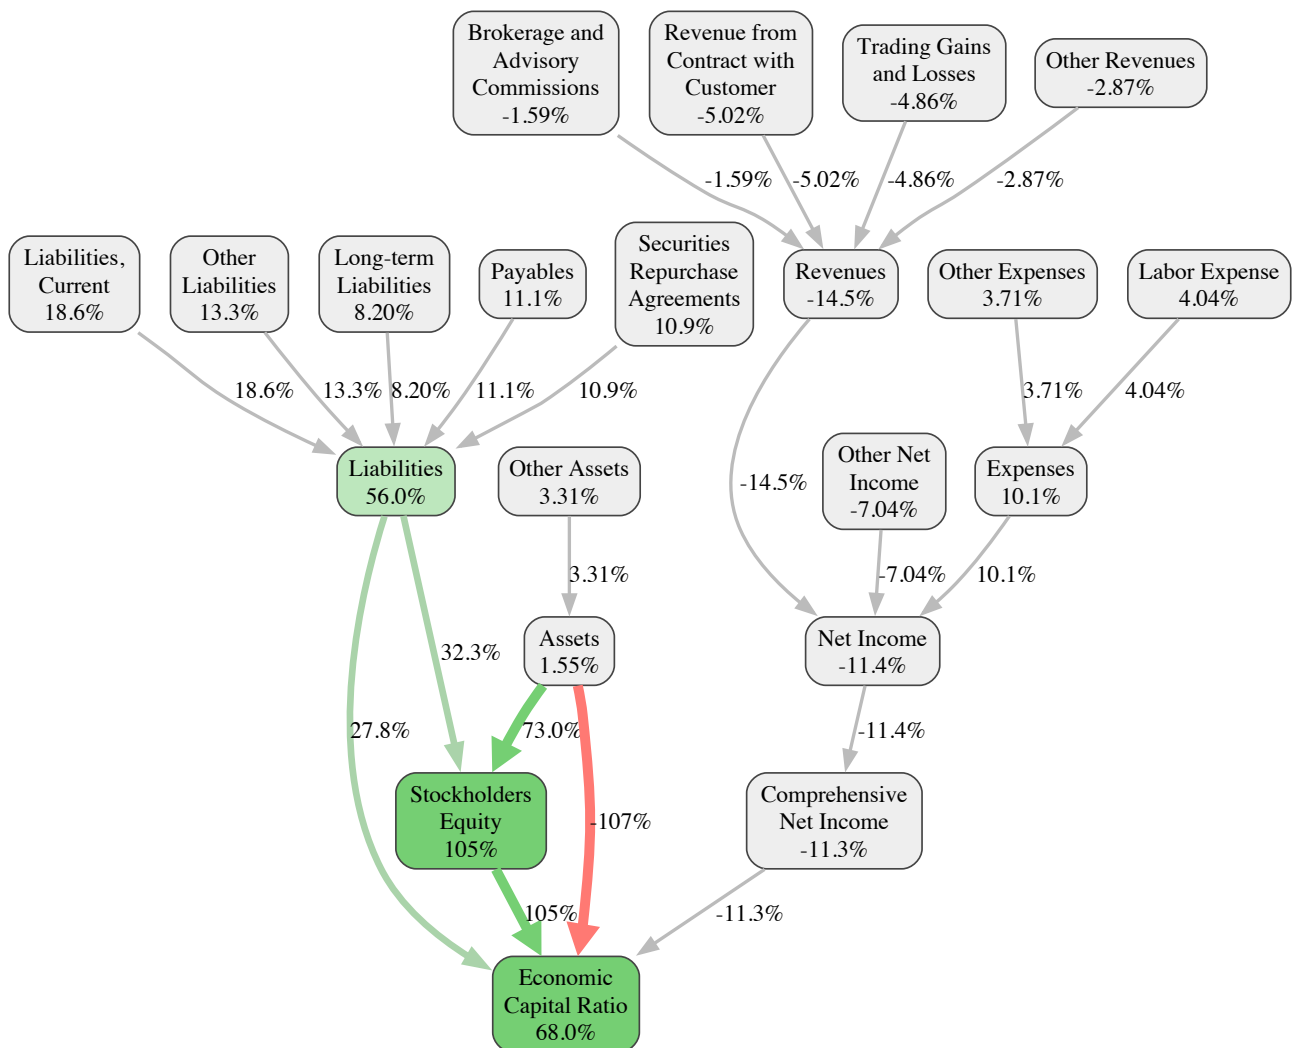 Brokerage and
Advisory
Commissions
-1.59%
Revenue from
Contract with
Customer
-5.02%
Trading Gains
and Losses
-4.86%
Other Revenues
-2.87%
-1.59%
-5.02%
-4.86%
-2.87%
Liabilities,
Current
18.6%
Other
Liabilities
13.3%
Long-term
Liabilities
8.20%
Payables
11.1%
Securities
Repurchase
Agreements
10.9%
Revenues
-14.5%
Other Expenses
3.71%
Labor Expense
4.04%
18.6%
13.3%
8.20%
11.1%
10.9%
3.71%
4.04%
Liabilities
56.0%
Other Assets
3.31%
-14.5%
Other Net
Income
-7.04%
Expenses
10.1%
3.31%
-7.04%
10.1%
32.3%
Assets
1.55%
Net Income
-11.4%
27.8%
73.0%
-11.4%
Stockholders
Equity
105%
-107%
Comprehensive
Net Income
-11.3%
105%
-11.3%
Economic
Capital Ratio
68.0%